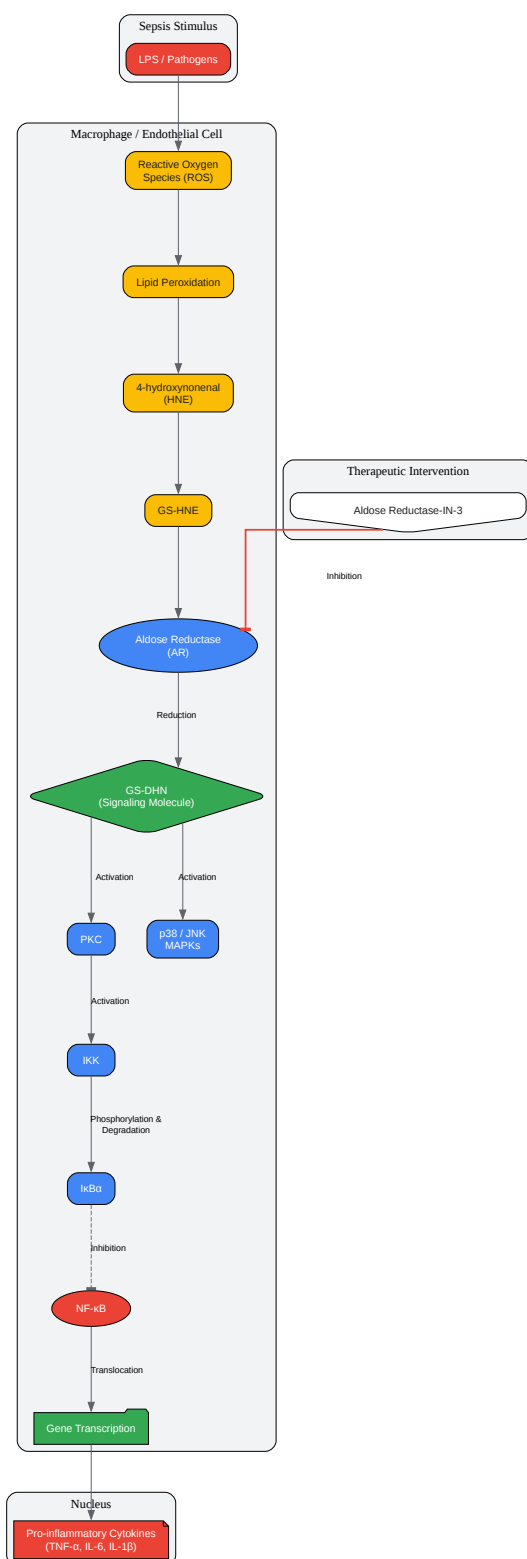 Sepsis Stimulus
LPS / Pathogens
Macrophage / Endothelial Cell
Reactive Oxygen
Species (ROS)
Lipid Peroxidation
4-hydroxynonenal
(HNE)
Therapeutic Intervention
GS-HNE
Aldose Reductase-IN-3
Inhibition
Aldose Reductase
(AR)
Reduction
GS-DHN
(Signaling Molecule)
Activation
Activation
PKC
p38 / JNK
MAPKs
Activation
IKK
Phosphorylation &
Degradation
IκBα
Inhibition
NF-κB
Translocation
Gene Transcription
Nucleus
Pro-inflammatory Cytokines
(TNF-α, IL-6, IL-1β)